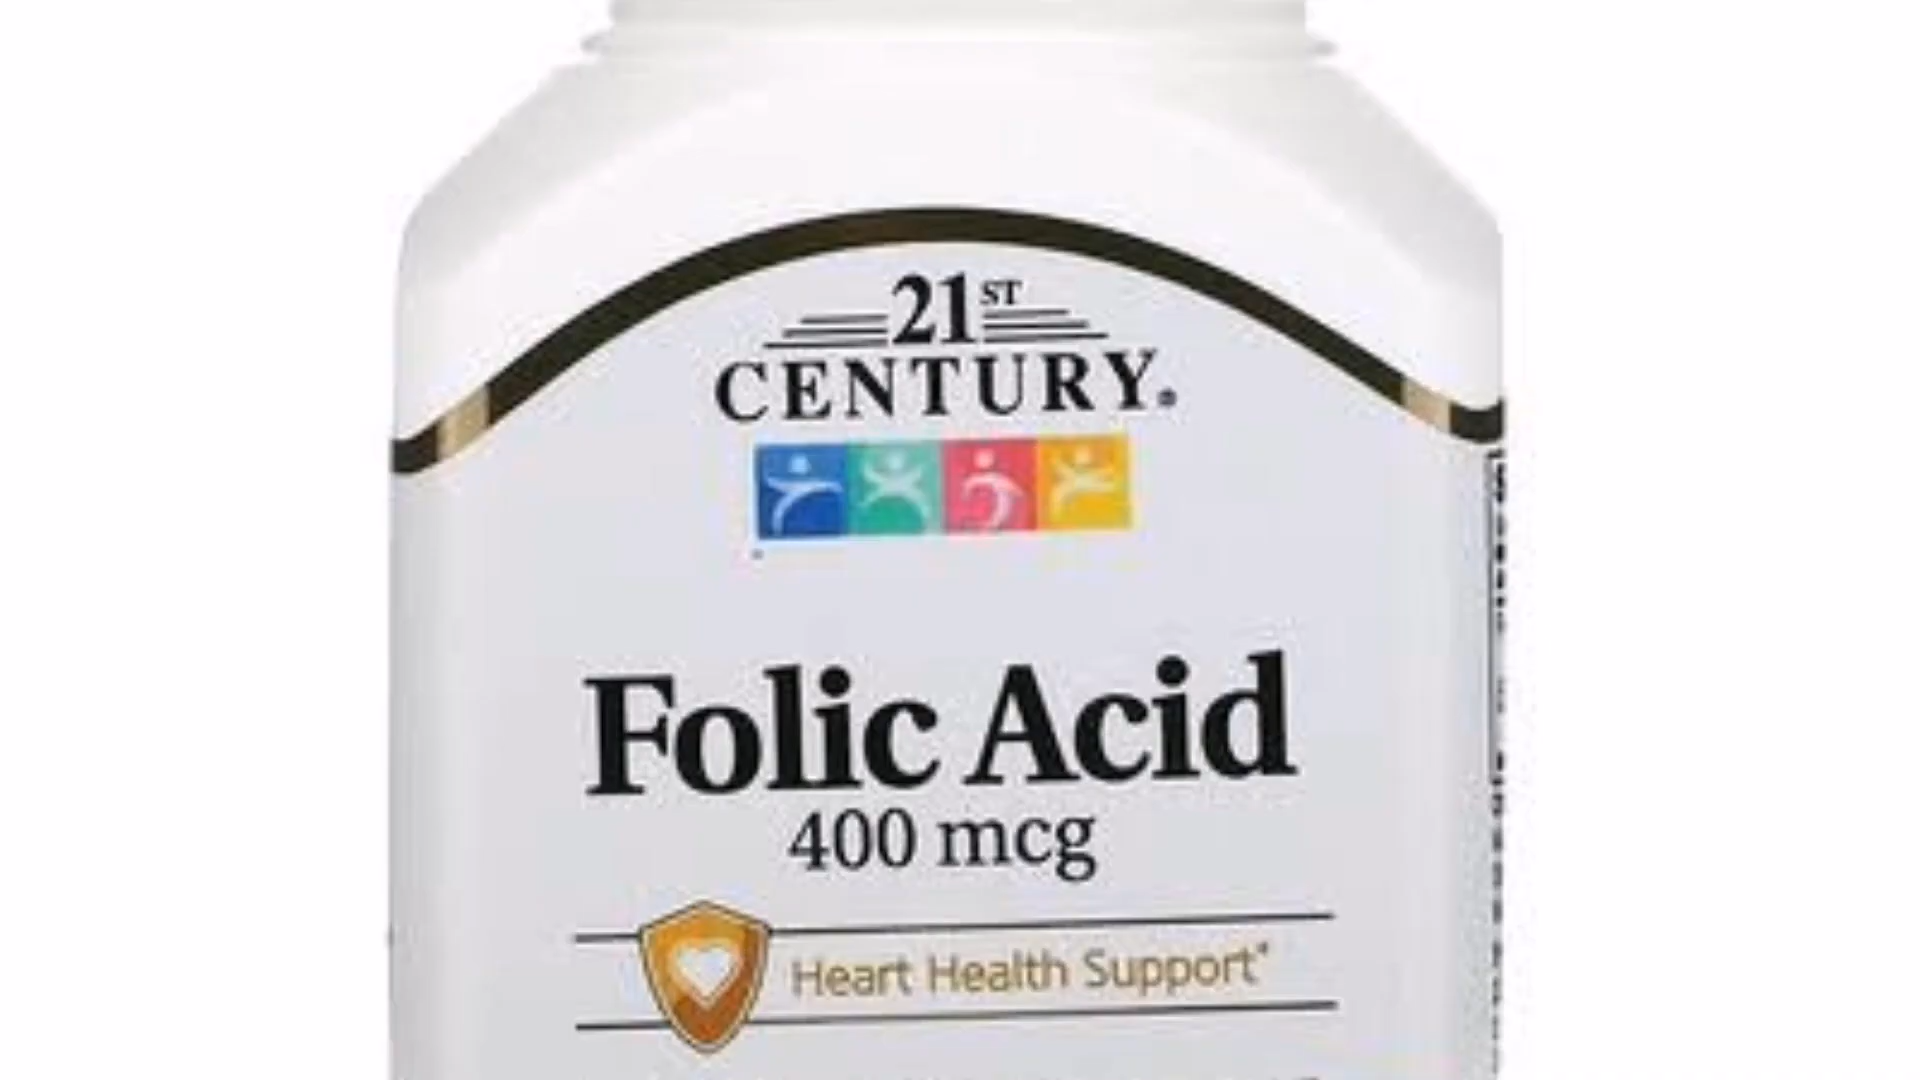 21ST
CENTURY®
Folic Acid
400 mcg
Heart Health Support*